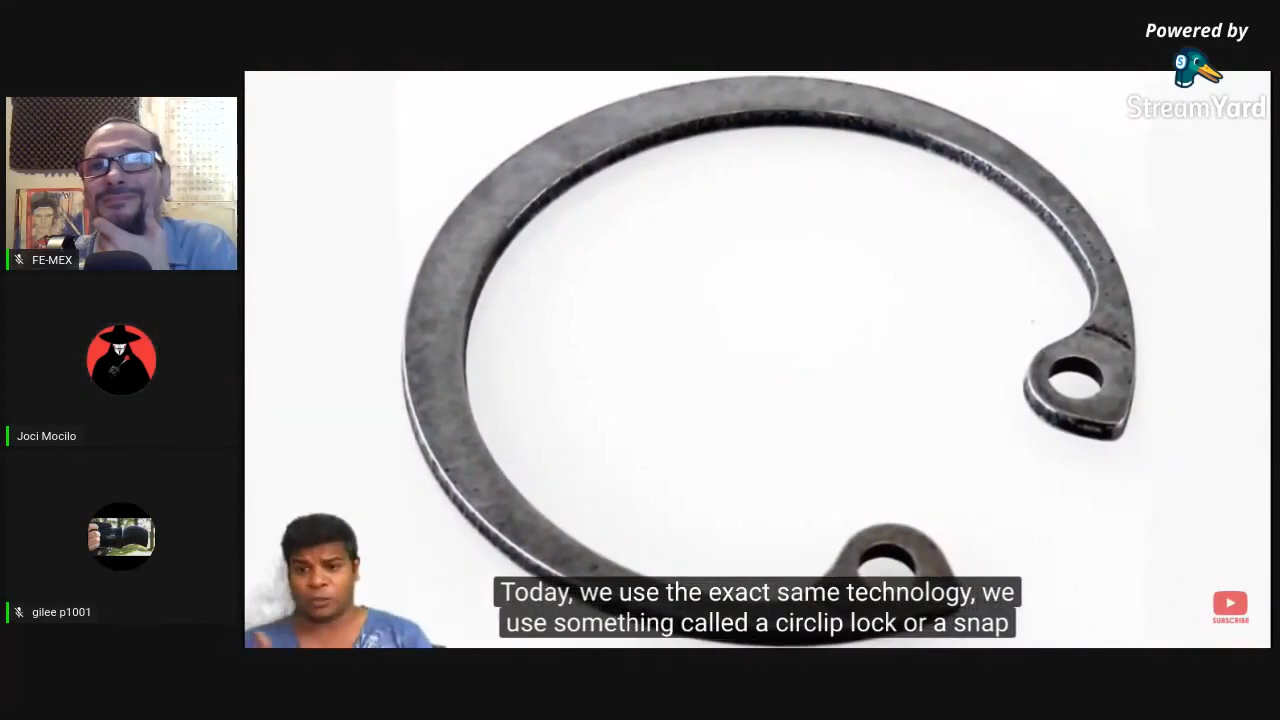 Powered by
StreamYard
FE-MEX
Joci Mocilo
gilee p1001
Today, we use the exact same technology, we
use something called a circlip lock or a snap
SUBSCRIBE